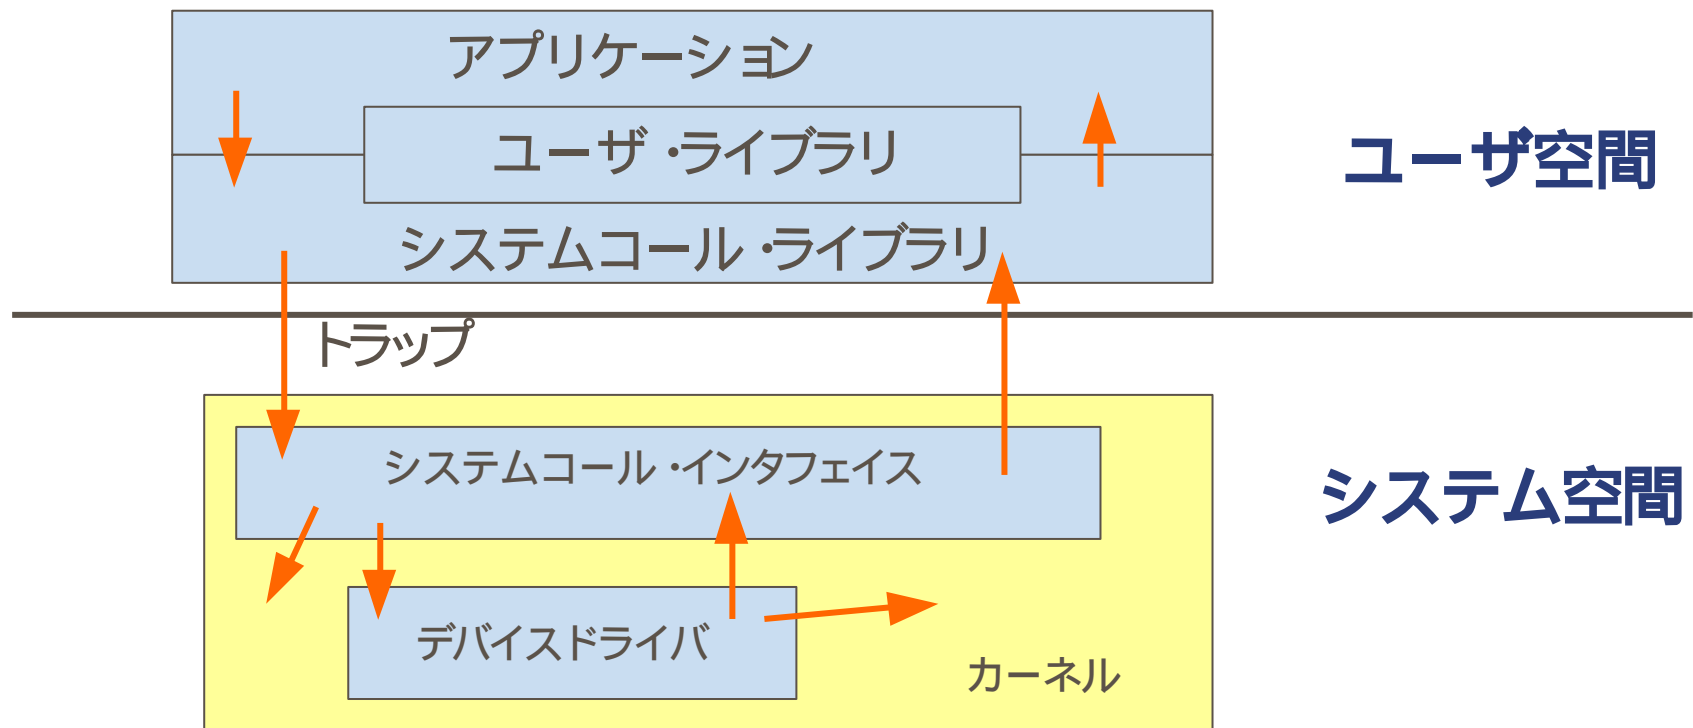 アプリケーション
ユーザ・ライブラリ
ユーザ空間
システムコール・ライブラリ
トラップ
システムコール・インタフェイス
システム空間
デバイスドライバ
カーネル